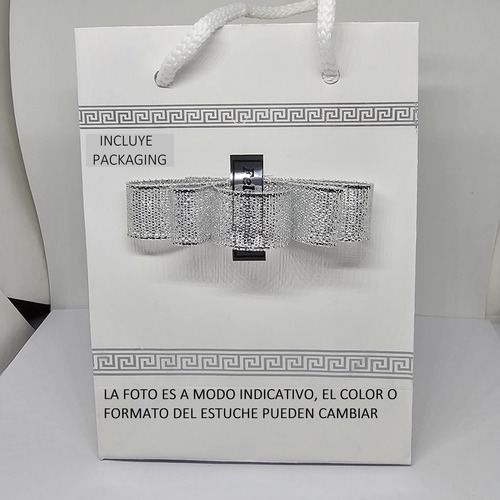 INCLUYE
PACKAGING
LA FOTO ES A MODO INDICATIVO, EL COLOR O
FORMATO DEL ESTUCHE PUEDEN CAMBIAR